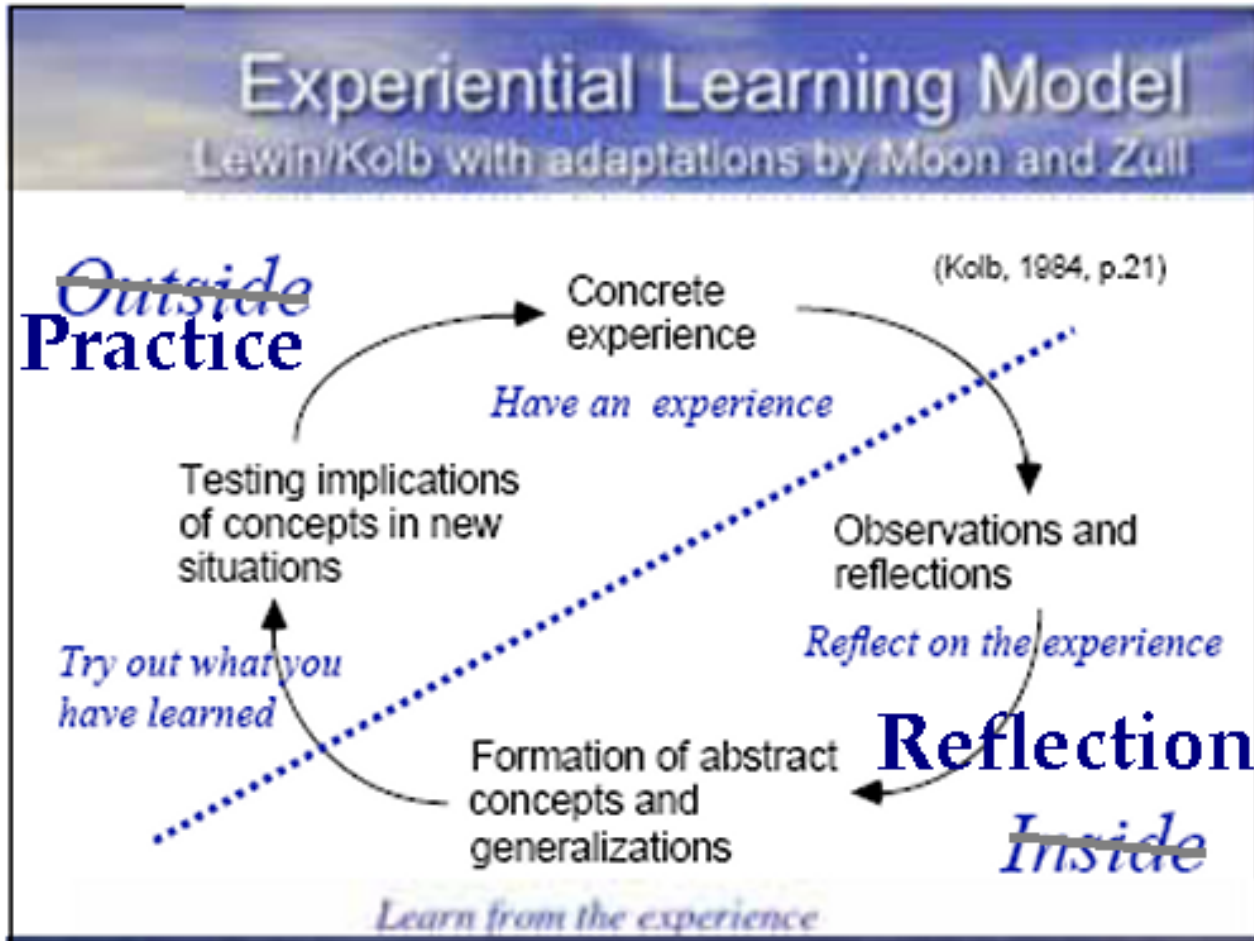 Experiential Learning Model
Lewin/Kolb with adaptations by Moon and Zull
(Kolb, 1984, p.21)
Outside
Practice
Concrete
experience
Have an experience
Testing implications
of concepts in new
situations
Observations and
reflections
Reflect on the experience
Try out what you
have learned
Reflection
Inside
Formation of abstract
concepts and
generalizations
Learn from the experience